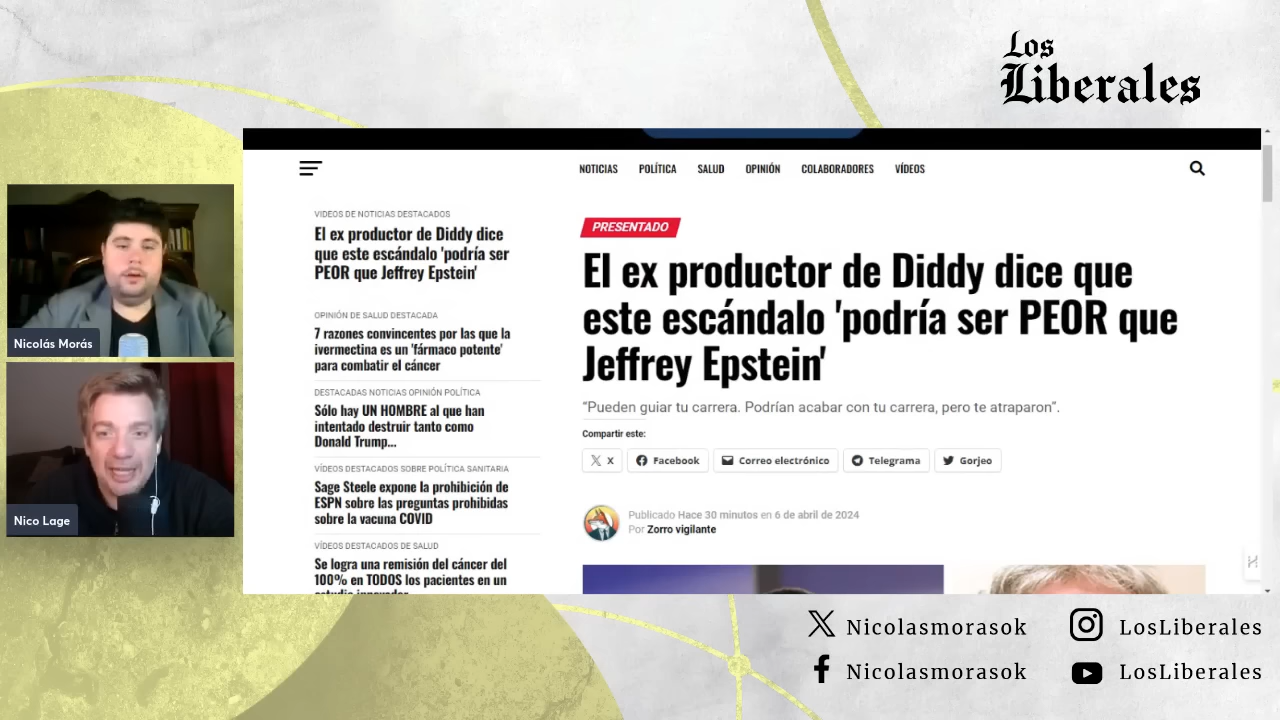 Los
Liberales
NOTICIAS POLÍTICA SALUD OPINIÓN COLABORADORES VÍDEOS
VIDEOS DE NOTICIAS DESTACADOS
El ex productor de Diddy dice
que este escándalo 'podría ser
PEOR que Jeffrey Epstein'
OPINIÓN DE SALUD DESTACADA
7 razones convincentes por las que la
ivermectina es un 'fármaco potente'
para combatir el cáncer
DESTACADAS NOTICIAS OPINIÓN POLÍTICA
Sólo hay UN HOMBRE al que han
intentado destruir tanto como
Donald Trump...
VÍDEOS DESTACADOS SOBRE POLÍTICA SANITARIA
Sage Steele expone la prohibición de
ESPN sobre las preguntas prohibidas
sobre la vacuna COVID
VÍDEOS DESTACADOS DE SALUD
Se logra una remisión del cáncer del
100% en TODOS los pacientes en un
PRESENTADO
El ex productor de Diddy dice que
este escándalo 'podría ser PEOR que
Jeffrey Epstein'
“Pueden guiar tu carrera. Podrían acabar con tu carrera, pero te atraparon”.
Compartir este:
X Facebook Correo electrónico Telegrama Gorjeo
Publicado Hace 30 minutos en 6 de abril de 2024
Por Zorro vigilante
Nicolás Morás
Nico Lage
Nicolasmorasok LosLiberales
Nicolasmorasok LosLiberales